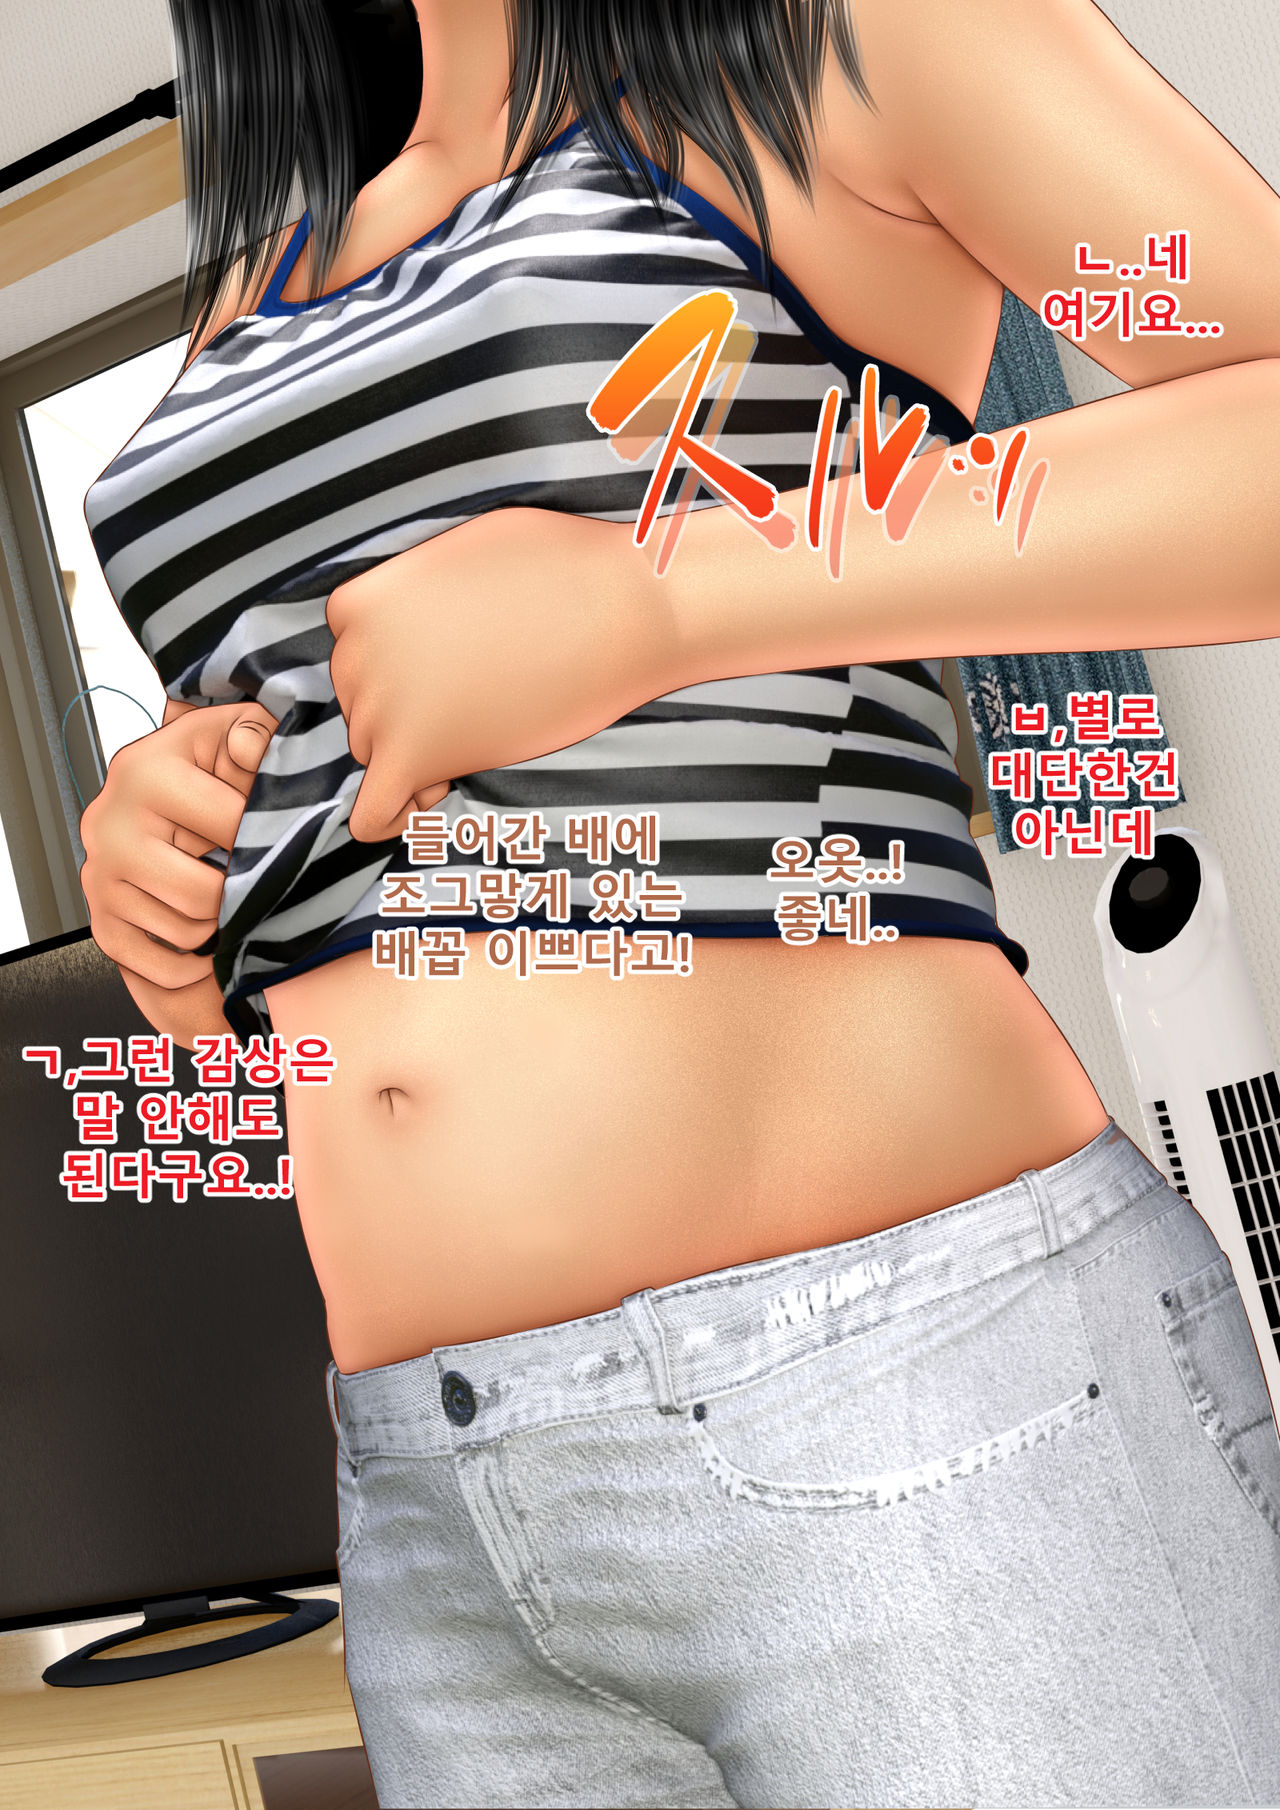 ㄴ..네
여기요...
스르..ㅅ
ㅂ,별로
대단한건
아닌데
오옷..!
좋네..
들어간 배에
조그맣게 있는
배꼽 이쁘다고!
ㄱ,그런 감상은
말 안해도
된다구요..!